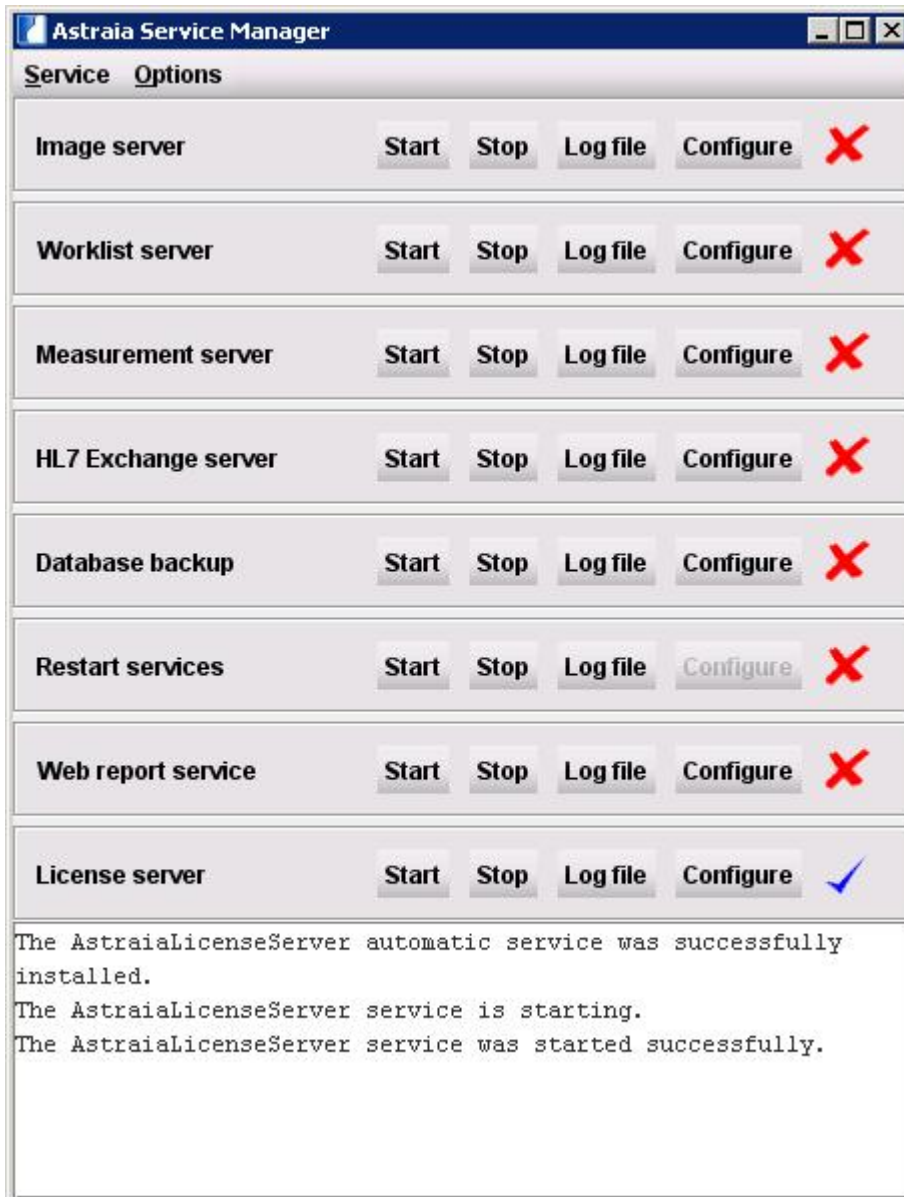 Astraia Service Manager
Service Options
Image server Start Stop Log file Configure
Worklist server Start Stop Log file Configure
Measurement server Start Stop Log file Configure
HL7 Exchange server Start Stop Log file Configure
Database backup Start Stop Log file Configure
Restart services Start Stop Log file Configure
Web report service Start Stop Log file Configure
License server Start Stop Log file Configure
The AstraiaLicenseServer automatic service was successfully
installed.
The AstraiaLicenseServer service is starting.
The AstraiaLicenseServer service was started successfully.